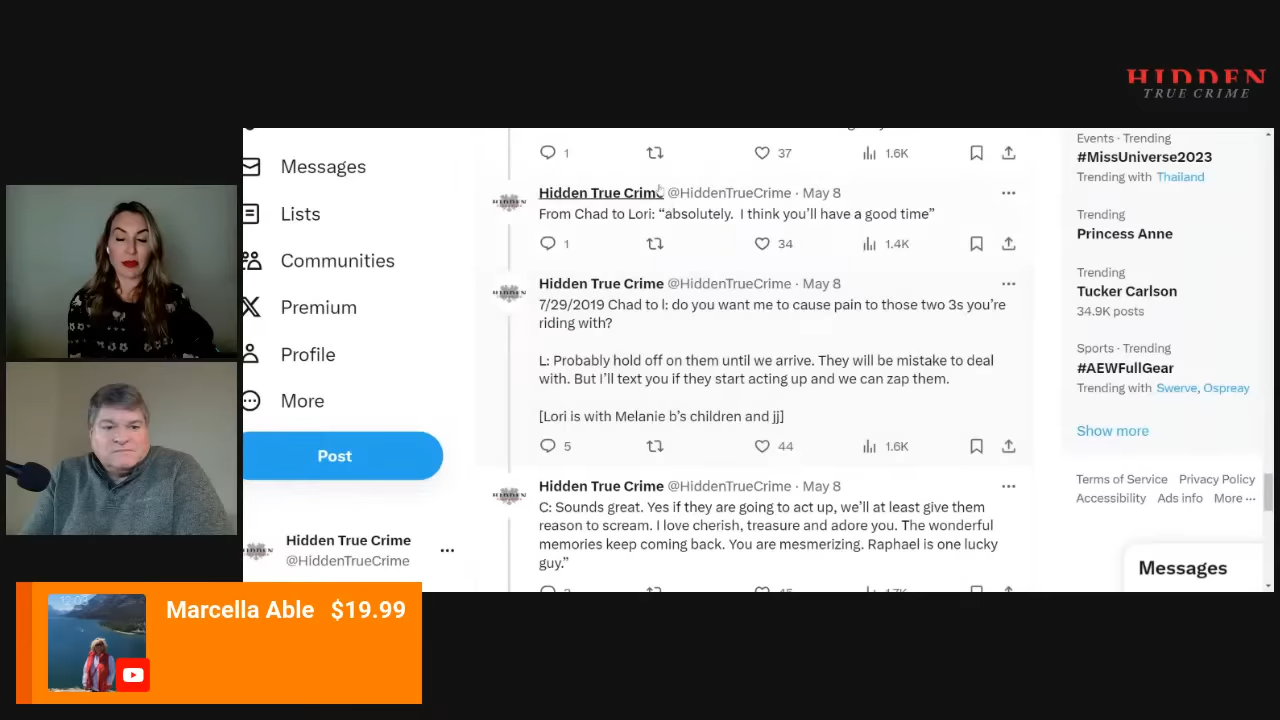 HIDDEN
TRUE CRIME
Messages
Lists
Communities
Premium
Profile
More
Post
Hidden True Crime
@HiddenTrueCrime
1
37
1.6K
Hidden True Crime @HiddenTrueCrime · May 8
From Chad to Lori: “absolutely.  I think you’ll have a good time”
1
34
1.4K
Hidden True Crime @HiddenTrueCrime · May 8
7/29/2019 Chad to l: do you want me to cause pain to those two 3s you’re
riding with?
L: Probably hold off on them until we arrive. They will be mistake to deal
with. But I’ll text you if they start acting up and we can zap them.
[Lori is with Melanie b’s children and jj]
5
44
1.6K
Hidden True Crime @HiddenTrueCrime · May 8
C: Sounds great. Yes if they are going to act up, we’ll at least give them
reason to scream. I love cherish, treasure and adore you. The wonderful
memories keep coming back. You are mesmerizing. Raphael is one lucky
guy.”
Events · Trending
#MissUniverse2023
Trending with Thailand
Trending
Princess Anne
Trending
Tucker Carlson
34.9K posts
Sports · Trending
#AEWFullGear
Trending with Swerve, Ospreay
Show more
Terms of Service Privacy Policy
Accessibility Ads info More ···
Messages
Marcella Able $19.99